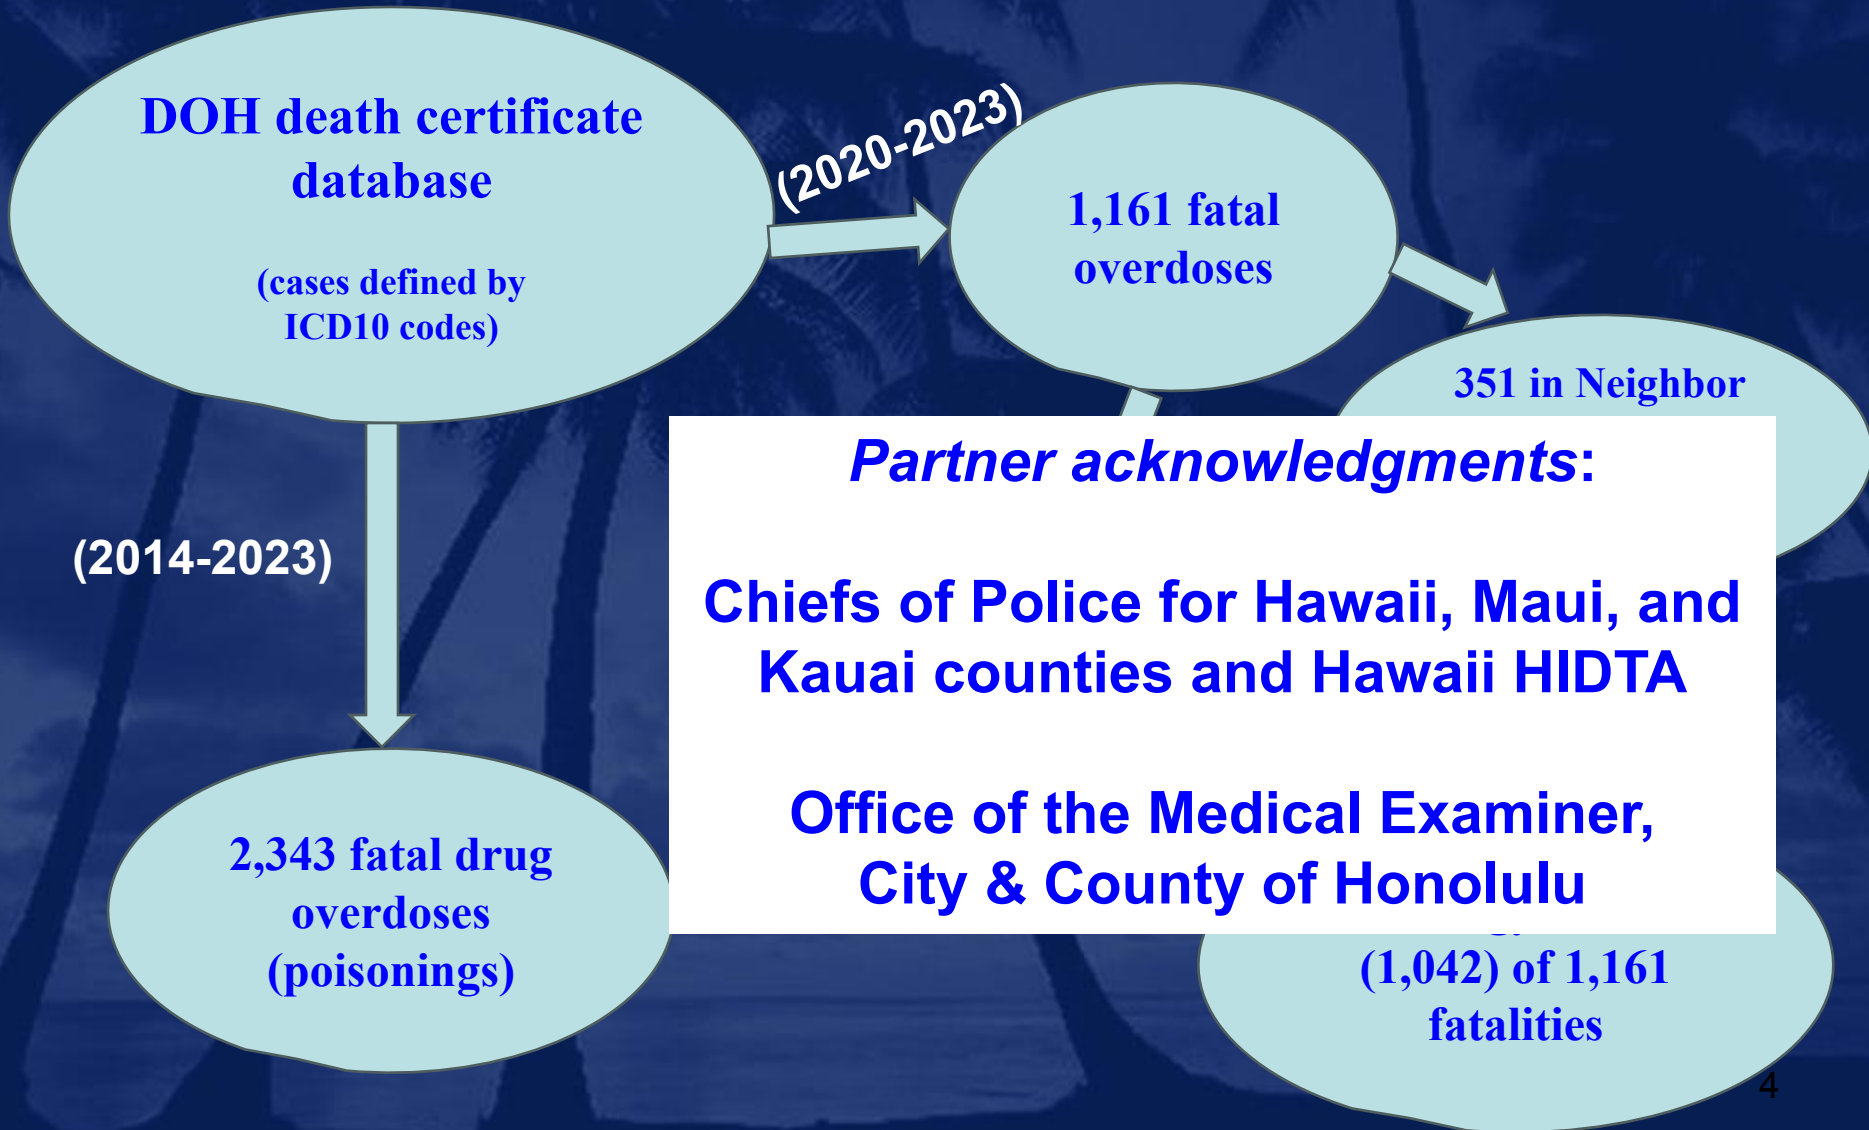 DOH death certificate
database
(cases defined by
ICD10 codes)
(2020-2023)
1,161 fatal
overdoses
351 in Neighbor
(2014-2023)
Partner acknowledgments:
Chiefs of Police for Hawaii, Maui, and
Kauai counties and Hawaii HIDTA
Office of the Medical Examiner,
City & County of Honolulu
2,343 fatal drug
overdoses
(poisonings)
(1,042) of 1,161
fatalities
4